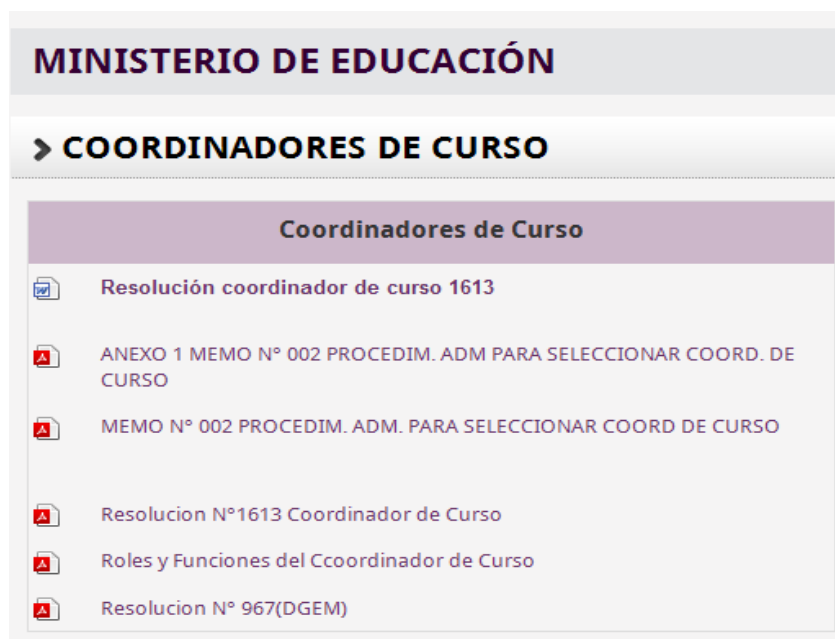 MINISTERIO DE EDUCACIÓN
COORDINADORES DE CURSO
Coordinadores de Curso
Resolución coordinador de curso 1613
ANEXO 1 MEMO N° 002 PROCEDIM. ADM PARA SELECCIONAR COORD. DE
CURSO
MEMO N° 002 PROCEDIM. ADM. PARA SELECCIONAR COORD DE CURSO
Resolucion N°1613 Coordinador de Curso
Roles y Funciones del Ccoordinador de Curso
Resolucion N° 967(DGEM)